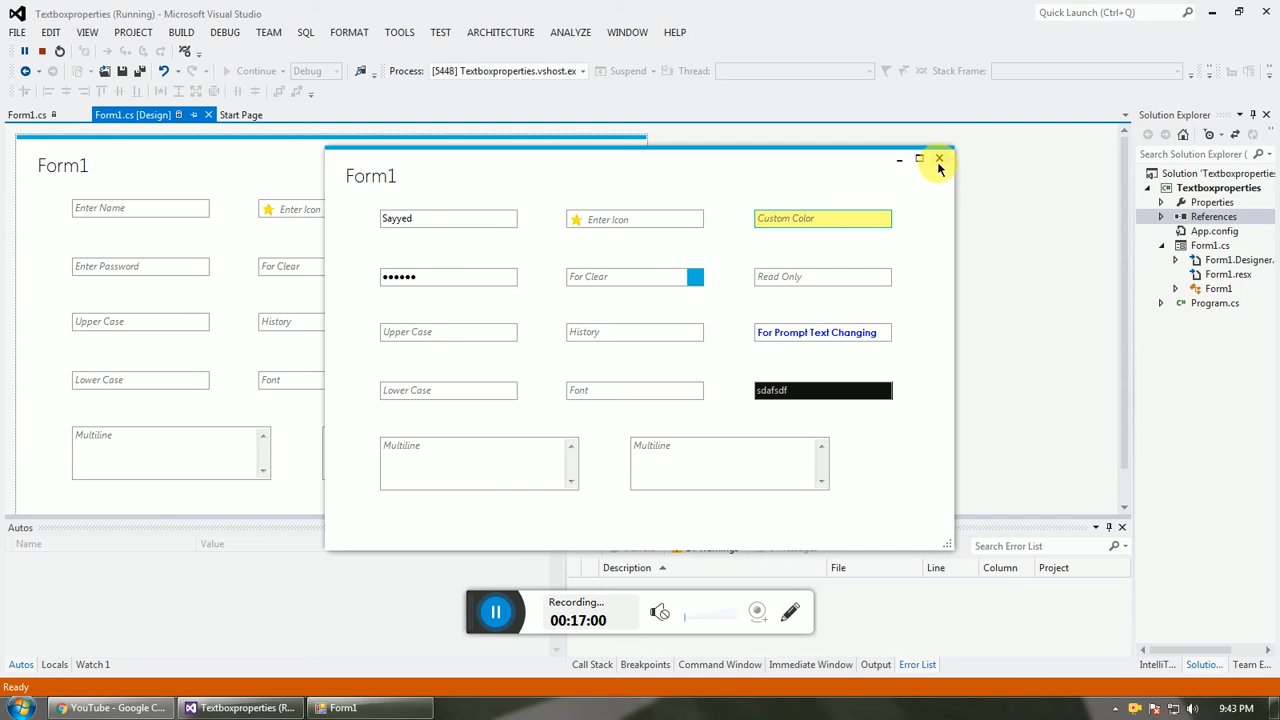 Textboxproperties (Running) - Microsoft Visual Studio
Quick Launch (Ctrl+Q)
FILE EDIT VIEW PROJECT BUILD DEBUG TEAM SQL FORMAT TOOLS TEST ARCHITECTURE ANALYZE WINDOW HELP
Continue Debug Process: [5448] Textboxproperties.vshost.ex Suspend Thread: Stack Frame:
Form1.cs Form1.cs [Design] Start Page
Solution Explorer
Search Solution Explorer (
Solution 'Textboxproperties
Textboxproperties
Properties
References
App.config
Form1.cs
Form1.Designer.
Form1.resx
Form1
Program.cs
Form1
Enter Name
Enter Icon
Enter Password
For Clear
Upper Case
History
Lower Case
Font
Multiline
Form1
Sayyed
Enter Icon
Custom Color
••••••
For Clear
Read Only
Upper Case
History
For Prompt Text Changing
Lower Case
Font
sdafsdf
Multiline
Multiline
Autos
Name Value
Search Error List
Description File Line Column Project
Recording...
00:17:00
Autos Locals Watch 1
Call Stack Breakpoints Command Window Immediate Window Output Error List
IntelliT... Solutio... Team E...
Ready
YouTube - Google C... Textboxproperties (R... Form1
9:43 PM